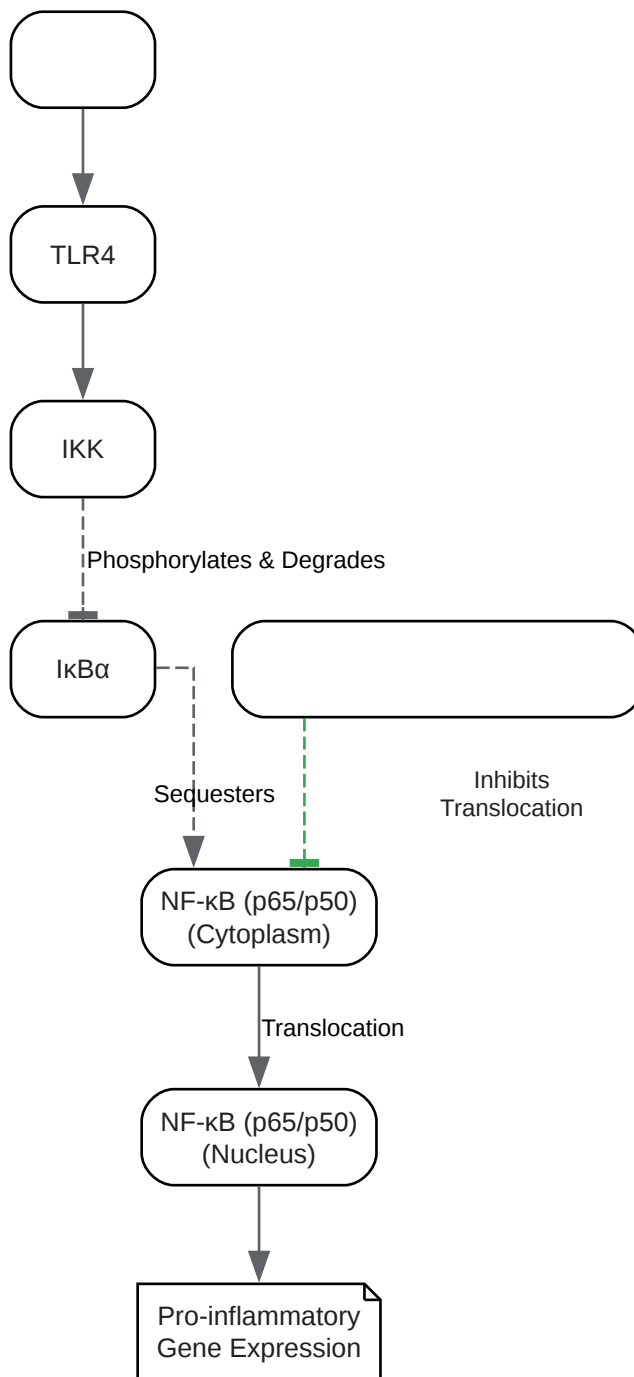 TLR4
IKK
Phosphorylates & Degrades
IκBα
Inhibits
Translocation
Sequesters
NF-κB (p65/p50)
(Cytoplasm)
Translocation
NF-κB (p65/p50)
(Nucleus)
Pro-inflammatory
Gene Expression